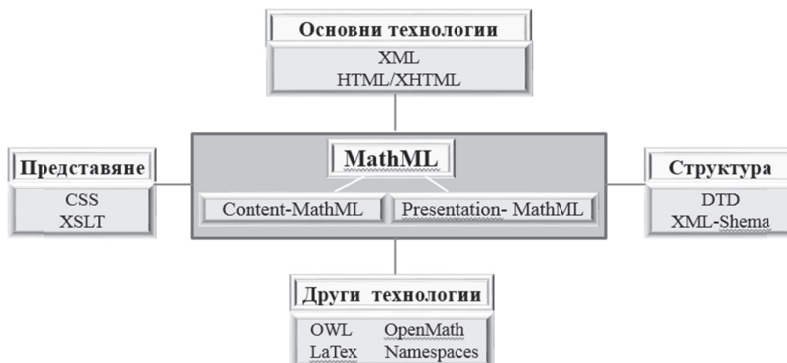 Основни технологии
XML
HTML/XHTML
Представяне
CSS
XSLT
MathML
Content-MathML
Presentation- MathML
Структура
DTD
XML-Shema
Други технологии
OWL OpenMath
LaTex Namespaces